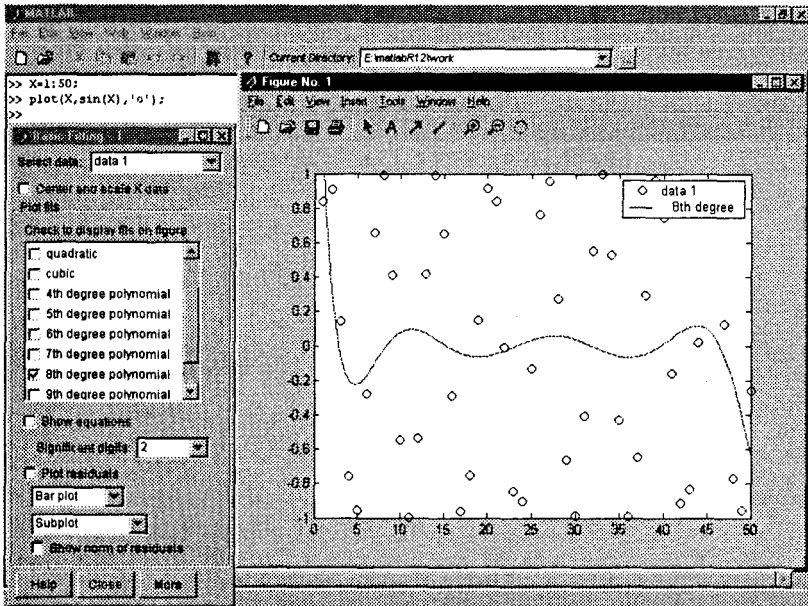 MATLAB
File Edit View Web Window Help
Current Directory: E:\matlabR12\work
>> X=1:50;
>> plot(X,sin(X),'o');
>>
Basic Fitting - 1
Select data: data 1
Center and scale X data
Plot fits
Check to display fits on figure
quadratic
cubic
4th degree polynomial
5th degree polynomial
6th degree polynomial
7th degree polynomial
8th degree polynomial
9th degree polynomial
Show equations
Significant digits: 2
Plot residuals
Bar plot
Subplot
Show norm of residuals
Help Close More
Figure No. 1
File Edit View Insert Tools Window Help
data 1
8th degree
1
0.8
0.6
0.4
0.2
0
-0.2
-0.4
-0.6
-0.8
-1
0 5 10 15 20 25 30 35 40 45 50